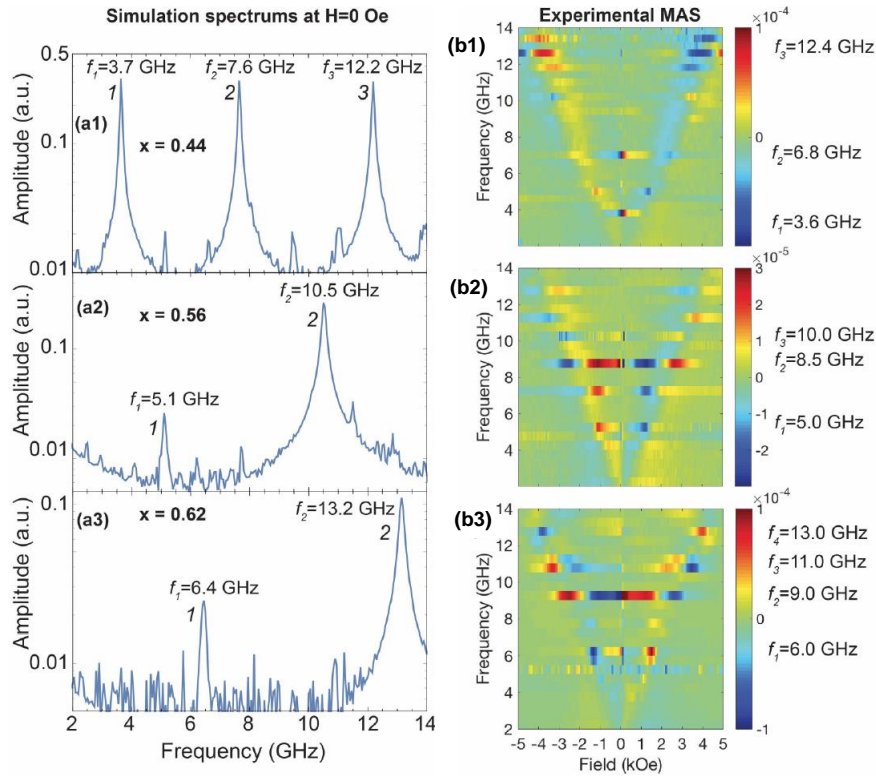 Simulation spectrums at H=0 Oe
0.5
f1=3.7 GHz
f2=7.6 GHz
f3=12.2 GHz
1
2
3
0.1
(a1)
x = 0.44
Amplitude (a.u.)
0.01
f2=10.5 GHz
(a2)
x = 0.56
2
0.1
f1=5.1 GHz
1
Amplitude (a.u.)
0.01
0.1
(a3)
x = 0.62
f2=13.2 GHz
2
f1=6.4 GHz
1
Amplitude (a.u.)
0.01
2 4 6 8 10 12 14
Frequency (GHz)
Experimental MAS
(b1)
14
12
10
8
6
4
Frequency (GHz)
×10-4
1
0
f3=12.4 GHz
f2=6.8 GHz
f1=3.6 GHz
(b2)
14
12
10
8
6
4
Frequency (GHz)
×10-5
3
2
1
0
-1
-2
f3=10.0 GHz
f2=8.5 GHz
f1=5.0 GHz
(b3)
14
12
10
8
6
4
2
Frequency (GHz)
-5 -4 -3 -2 -1 0 1 2 3 4 5
Field (kOe)
×10-4
1
0
-1
f4=13.0 GHz
f3=11.0 GHz
f2=9.0 GHz
f1=6.0 GHz